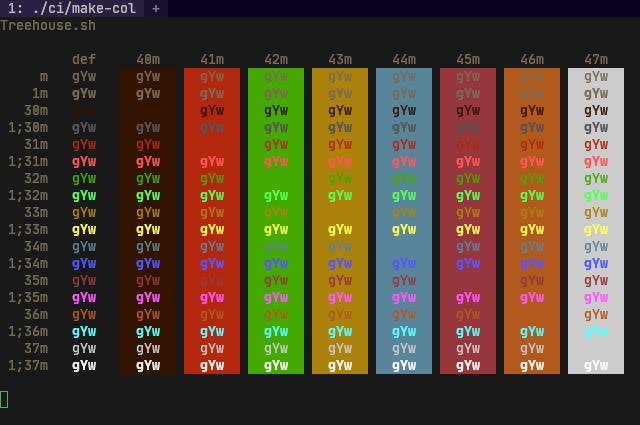 1: ./ci/make-col +
Treehouse.sh
def 40m 41m 42m 43m 44m 45m 46m 47m
m gYw gYw gYw gYw gYw gYw gYw gYw gYw
1m gYw gYw gYw gYw gYw gYw gYw gYw gYw
30m gYw gYw gYw gYw gYw gYw gYw
1;30m gYw gYw gYw gYw gYw gYw gYw gYw gYw
31m gYw gYw gYw gYw gYw gYw gYw gYw
1;31m gYw gYw gYw gYw gYw gYw gYw gYw gYw
32m gYw gYw gYw gYw gYw gYw gYw gYw
1;32m gYw gYw gYw gYw gYw gYw gYw gYw gYw
33m gYw gYw gYw gYw gYw gYw gYw gYw
1;33m gYw gYw gYw gYw gYw gYw gYw gYw gYw
34m gYw gYw gYw gYw gYw gYw gYw gYw
1;34m gYw gYw gYw gYw gYw gYw gYw gYw gYw
35m gYw gYw gYw gYw gYw gYw gYw gYw
1;35m gYw gYw gYw gYw gYw gYw gYw gYw gYw
36m gYw gYw gYw gYw gYw gYw gYw gYw
1;36m gYw gYw gYw gYw gYw gYw gYw gYw gYw
37m gYw gYw gYw gYw gYw gYw gYw gYw
1;37m gYw gYw gYw gYw gYw gYw gYw gYw gYw